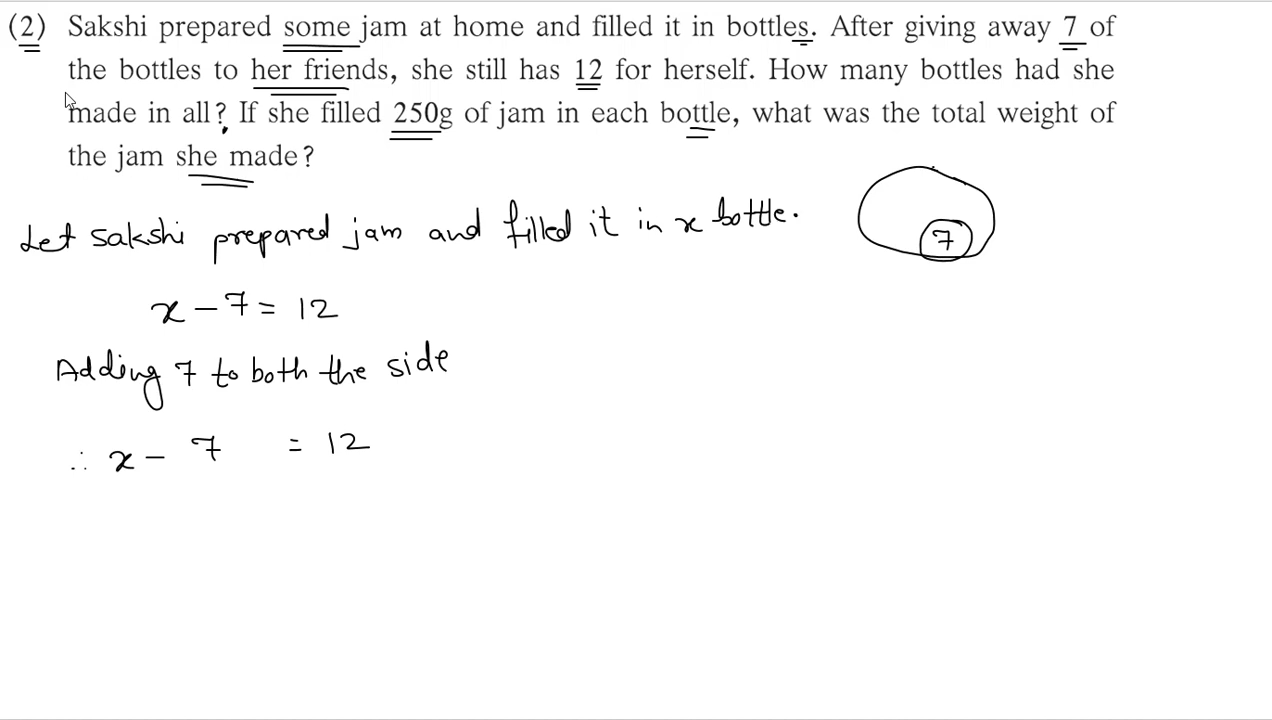 (2) Sakshi prepared some jam at home and filled it in bottles. After giving away 7 of
the bottles to her friends, she still has 12 for herself. How many bottles had she
made in all? If she filled 250g of jam in each bottle, what was the total weight of
the jam she made?
Let Sakshi prepared jam and filled it in x bottle.
7
x - 7 = 12
Adding 7 to both the side
∴ x - 7 = 12